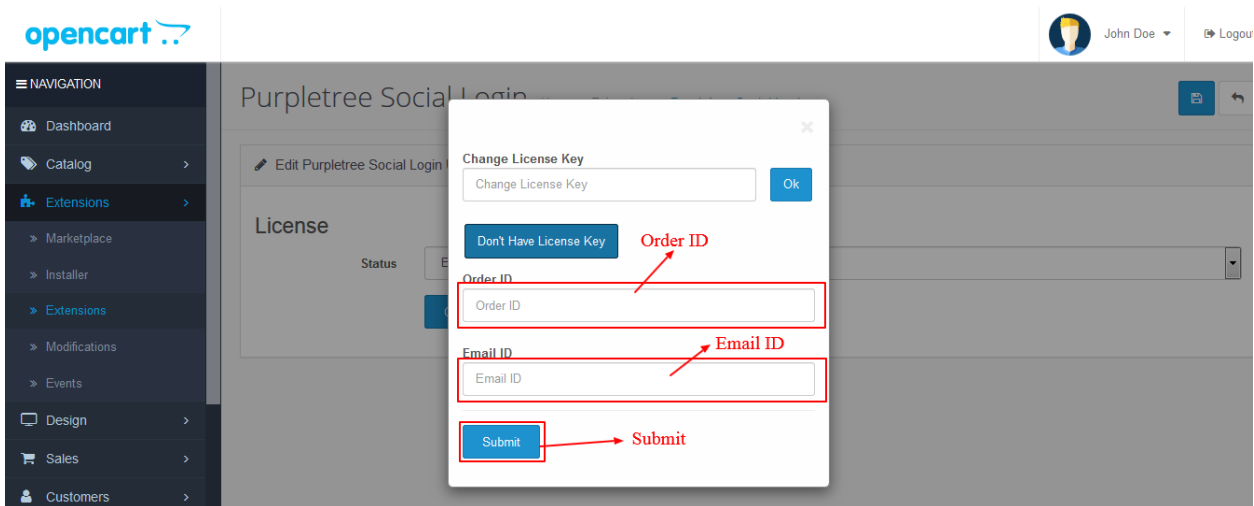 opencart
John Doe
Logout
NAVIGATION
Dashboard
Catalog
Extensions
Marketplace
Installer
Extensions
Modifications
Events
Design
Sales
Customers
Purpletree Social Login
Edit Purpletree Social Login
License
Status
Change License Key
Change License Key
Ok
Don't Have License Key
Order ID
Order ID
Order ID
Email ID
Email ID
Email ID
Submit
Submit